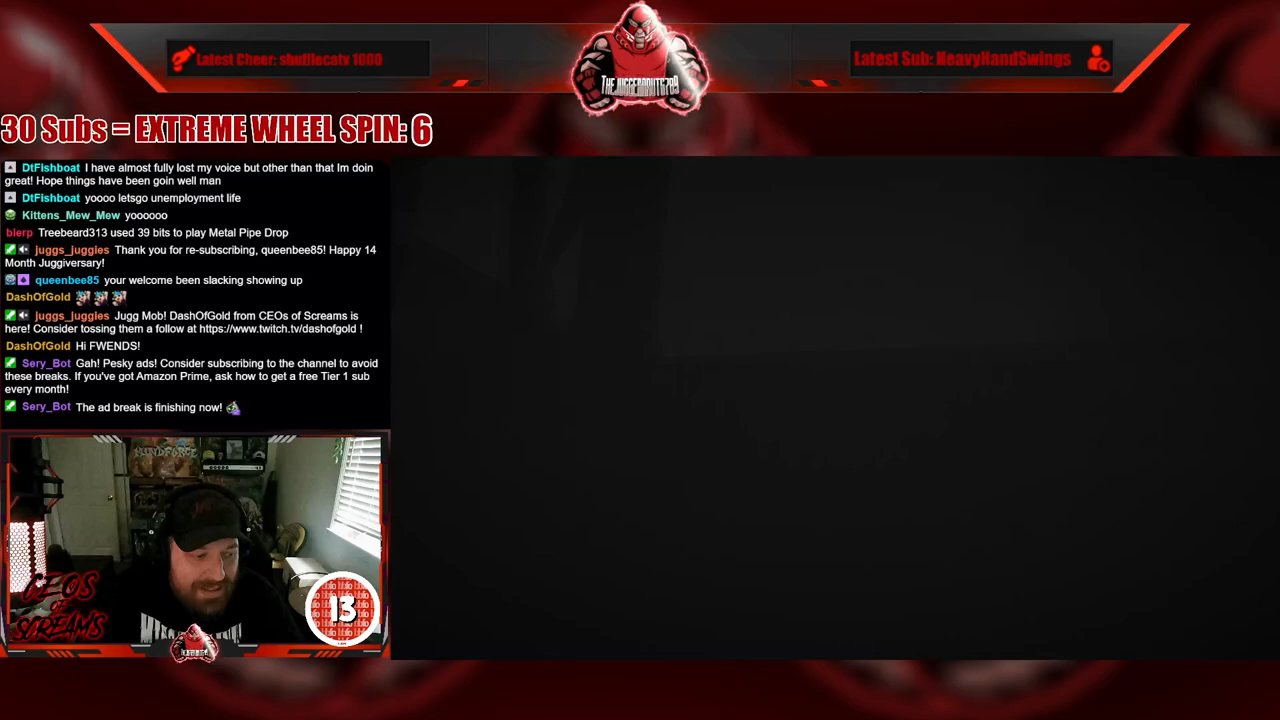 Latest Cheer: shufflecatv 1000
THEJUGGERNAUT6789
Latest Sub: HeavyHandSwings
30 Subs = EXTREME WHEEL SPIN: 6
DtFishboat I have almost fully lost my voice but other than that Im doin
great! Hope things have been goin well man
DtFishboat yoooo letsgo unemployment life
Kittens_Mew_Mew yoooooo
blerp Treebeard313 used 39 bits to play Metal Pipe Drop
juggs_juggies Thank you for re-subscribing, queenbee85! Happy 14
Month Juggiversary!
queenbee85 your welcome been slacking showing up
DashOfGold
juggs_juggies Jugg Mob! DashOfGold from CEOs of Screams is
here! Consider tossing them a follow at https://www.twitch.tv/dashofgold !
DashOfGold Hi FWENDS!
Sery_Bot Gah! Pesky ads! Consider subscribing to the channel to avoid
these breaks. If you've got Amazon Prime, ask how to get a free Tier 1 sub
every month!
Sery_Bot The ad break is finishing now!
MINDFORCE
CEOS
OF
SCREAMS
13